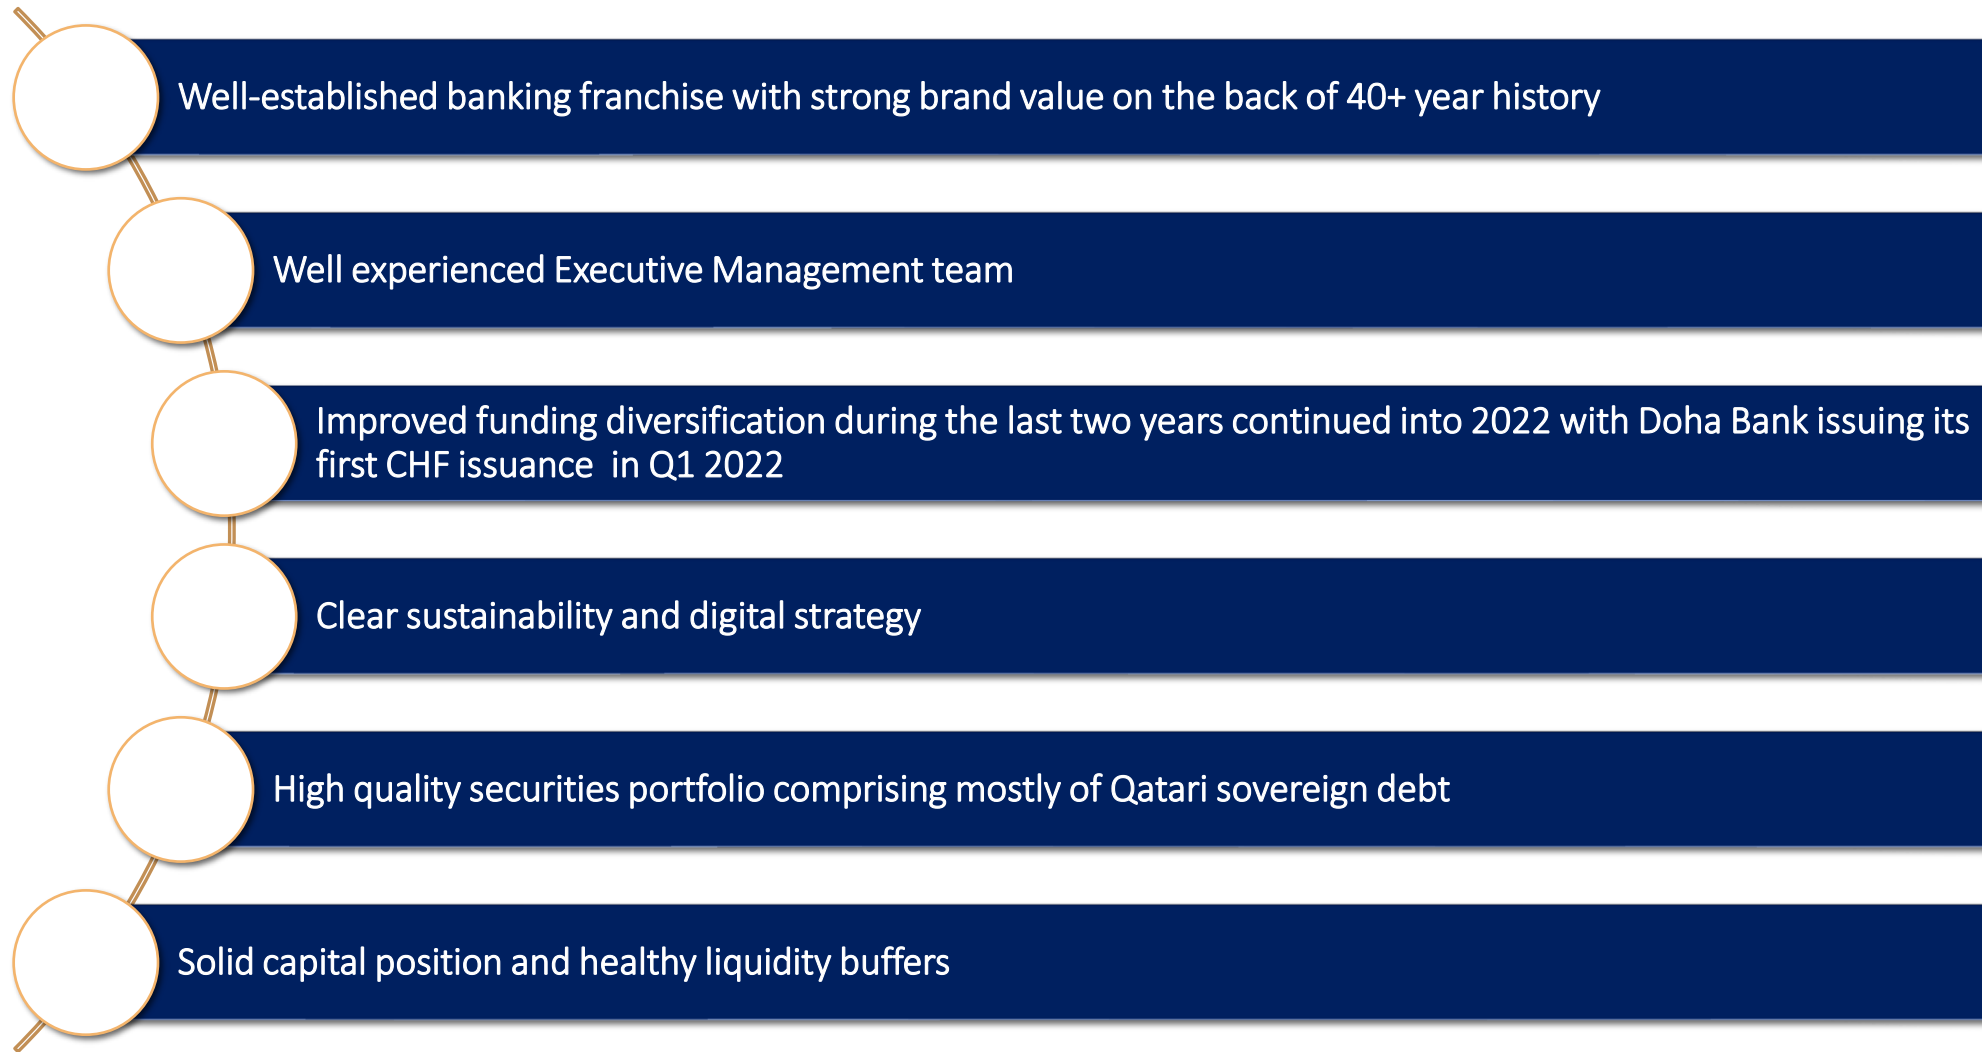 Well-established banking franchise with strong brand value on the back of 40+ year history
Well experienced Executive Management team
Improved funding diversification during the last two years continued into 2022 with Doha Bank issuing its
first CHF issuance  in Q1 2022
Clear sustainability and digital strategy
High quality securities portfolio comprising mostly of Qatari sovereign debt
Solid capital position and healthy liquidity buffers